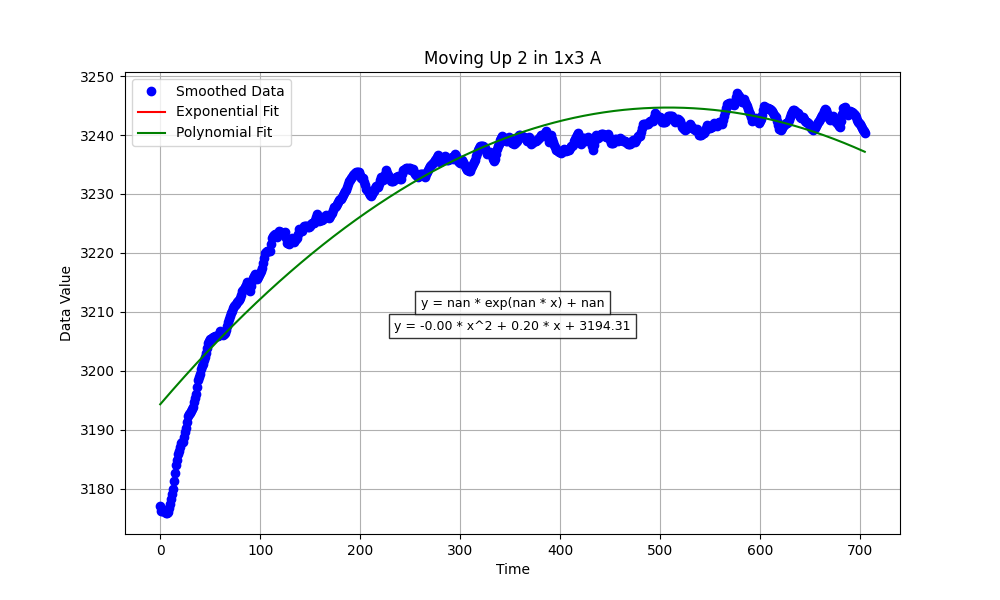 Moving Up 2 in 1x3 A
Smoothed Data
Exponential Fit
Polynomial Fit
3250
3240
3230
3220
3210
3200
3190
3180
Data Value
y = nan * exp(nan * x) + nan
y = -0.00 * x^2 + 0.20 * x + 3194.31
0 100 200 300 400 500 600 700
Time